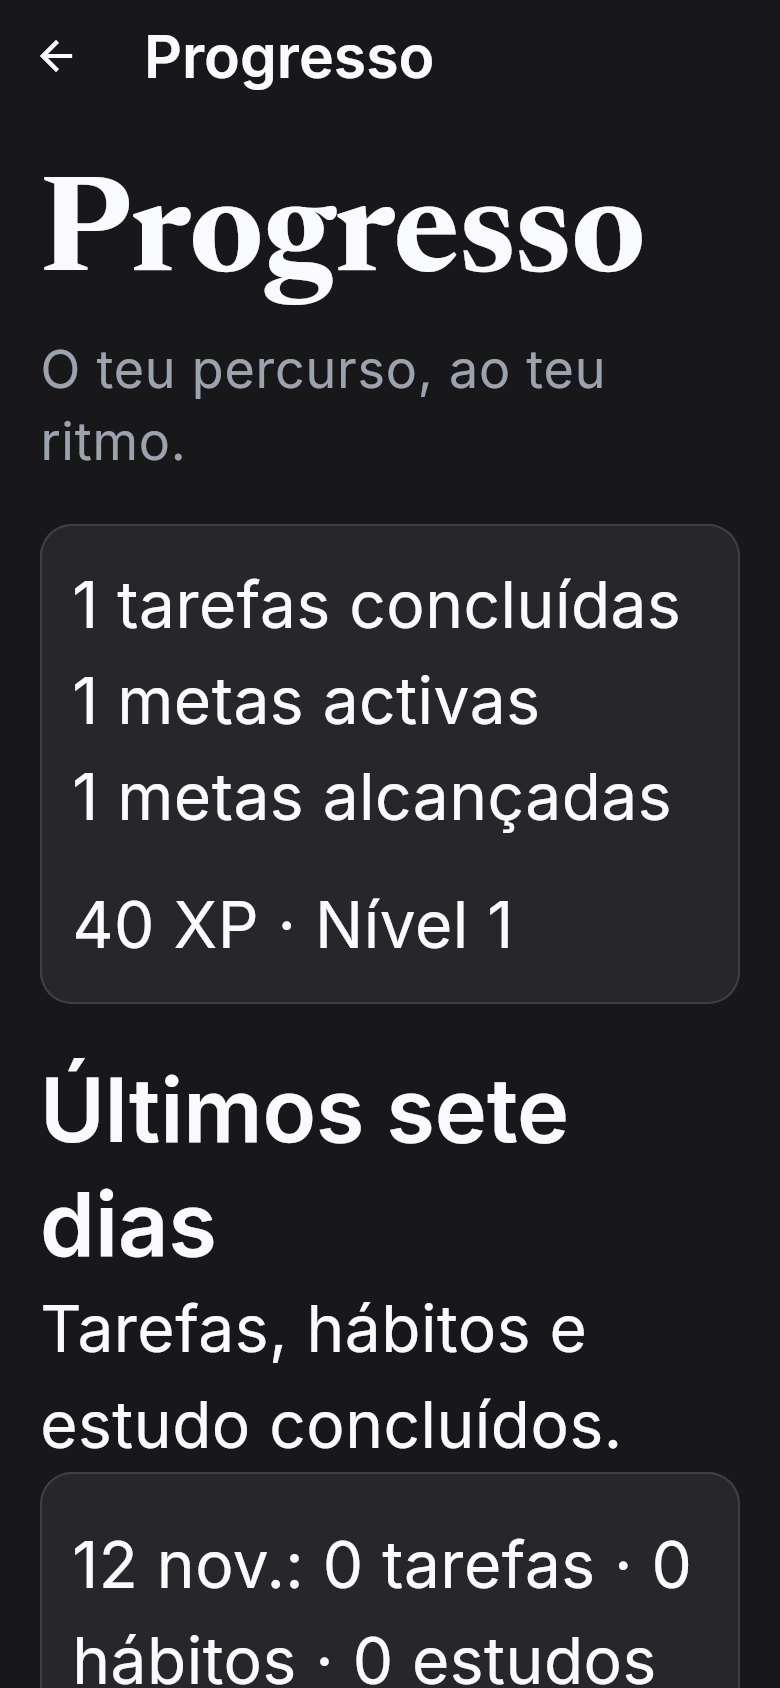 Progresso
Progresso
O teu percurso, ao teu
ritmo.
1 tarefas concluídas
1 metas activas
1 metas alcançadas
40 XP · Nível 1
Últimos sete
dias
Tarefas, hábitos e
estudo concluídos.
12 nov.: 0 tarefas · 0
hábitos · 0 estudos